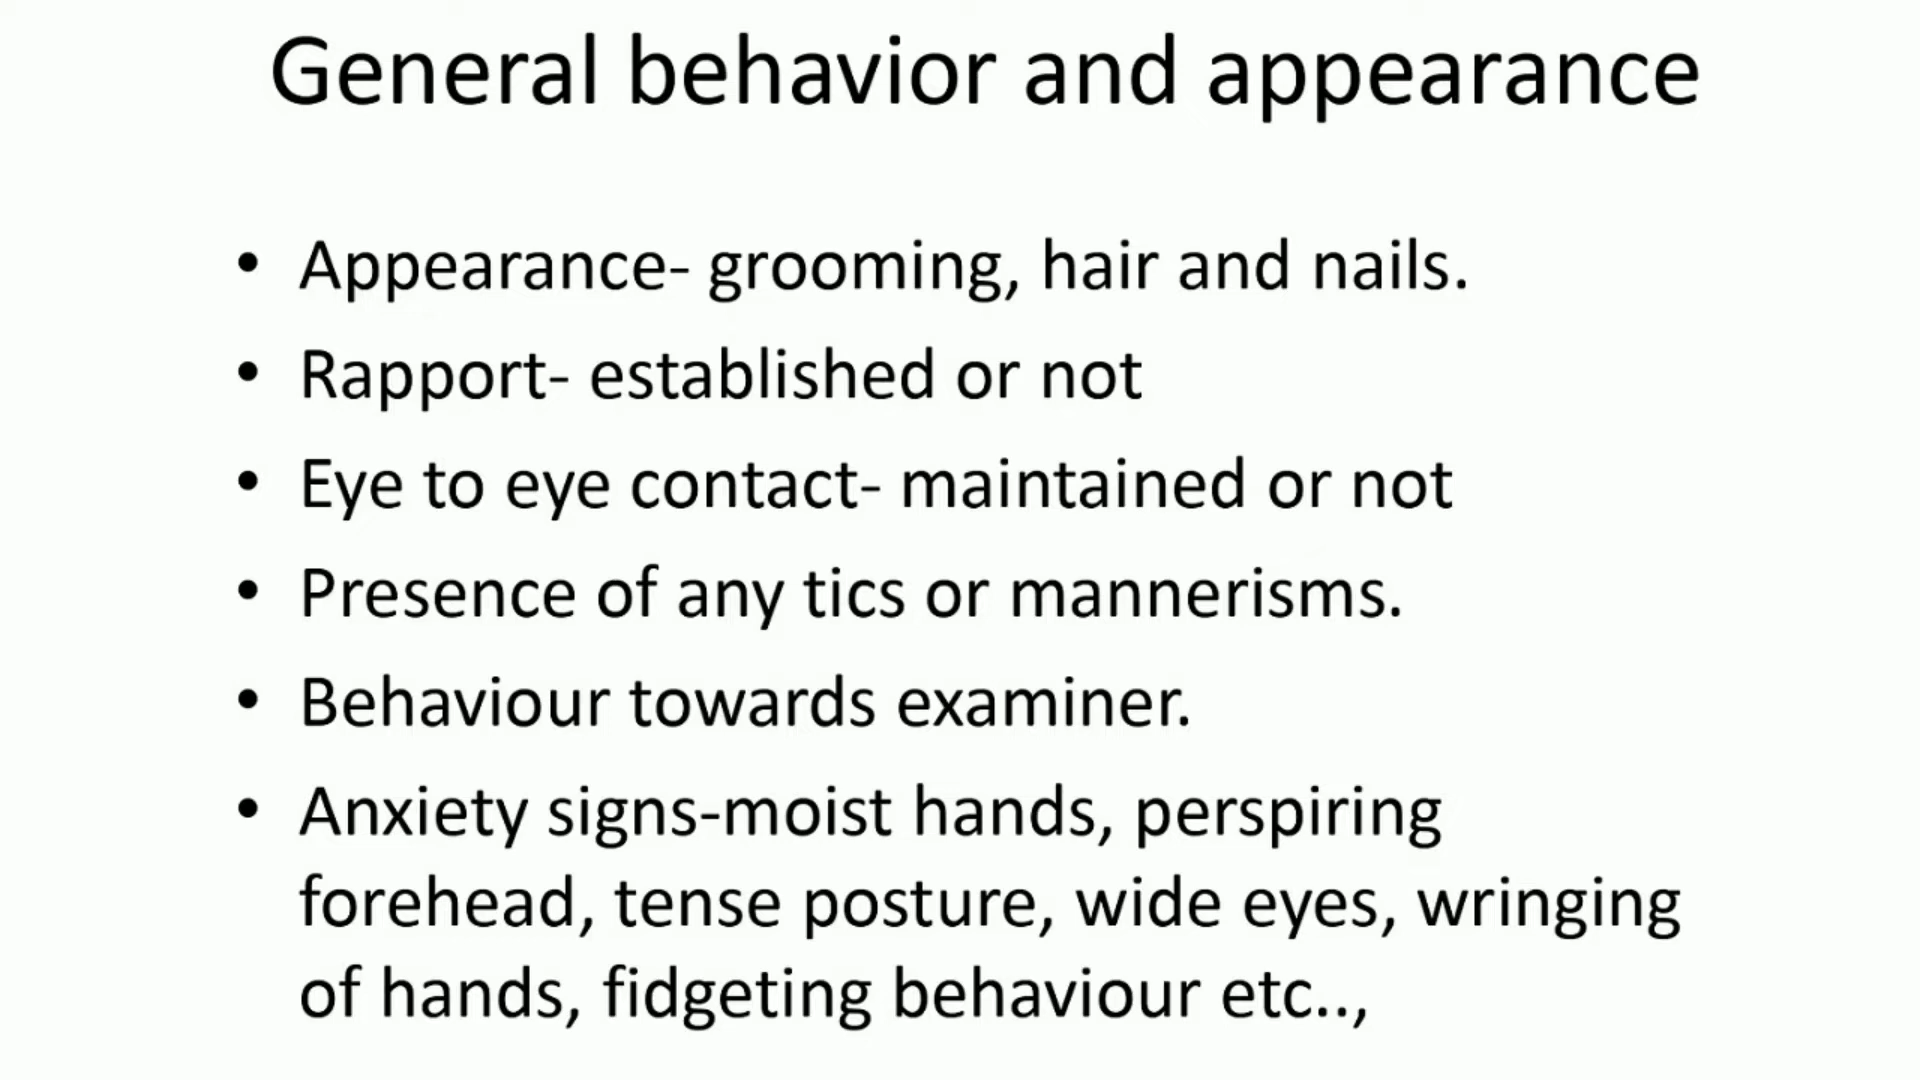 General behavior and appearance
• Appearance- grooming, hair and nails.
• Rapport- established or not
• Eye to eye contact- maintained or not
• Presence of any tics or mannerisms.
• Behaviour towards examiner.
• Anxiety signs-moist hands, perspiring
forehead, tense posture, wide eyes, wringing
of hands, fidgeting behaviour etc..,